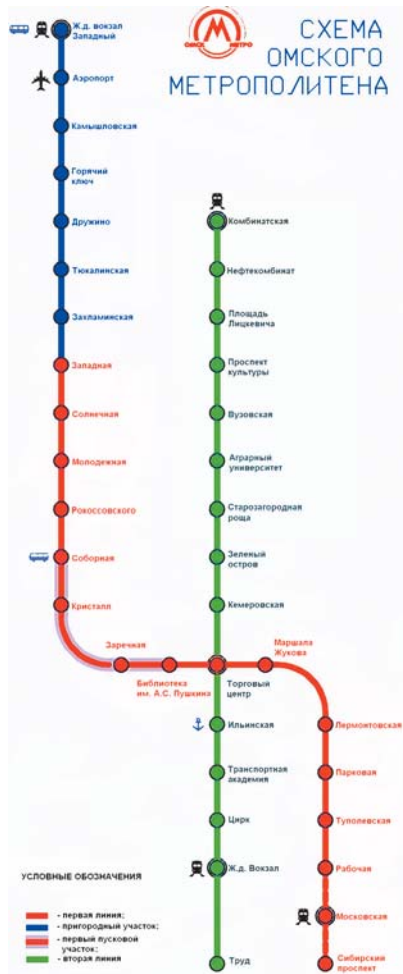 Ж.д. вокзал
Западный
ОМСК МЕТРО
СХЕМА
ОМСКОГО
МЕТРОПОЛИТЕНА
Аэропорт
Камышловская
Горячий
ключ
Дружино
Тюкалинская
Захламинская
Западная
Солнечная
Молодежная
Рокоссовского
Соборная
Кристалл
Заречная
Библиотека
им. А.С. Пушкина
Комбинатская
Нефтекомбинат
Площадь
Лицкевича
Проспект
культуры
Вузовская
Аграрный
университет
Старозагородная
роща
Зеленый
остров
Кемеровская
Торговый
центр
Ильинская
Транспортная
академия
Цирк
Ж.д. Вокзал
Труд
Маршала
Жукова
Лермонтовская
Парковая
Туполевская
Рабочая
Московская
Сибирский
проспект
УСЛОВНЫЕ ОБОЗНАЧЕНИЯ
- первая линия;
- пригородный участок;
- первый пусковой
участок;
- вторая линия